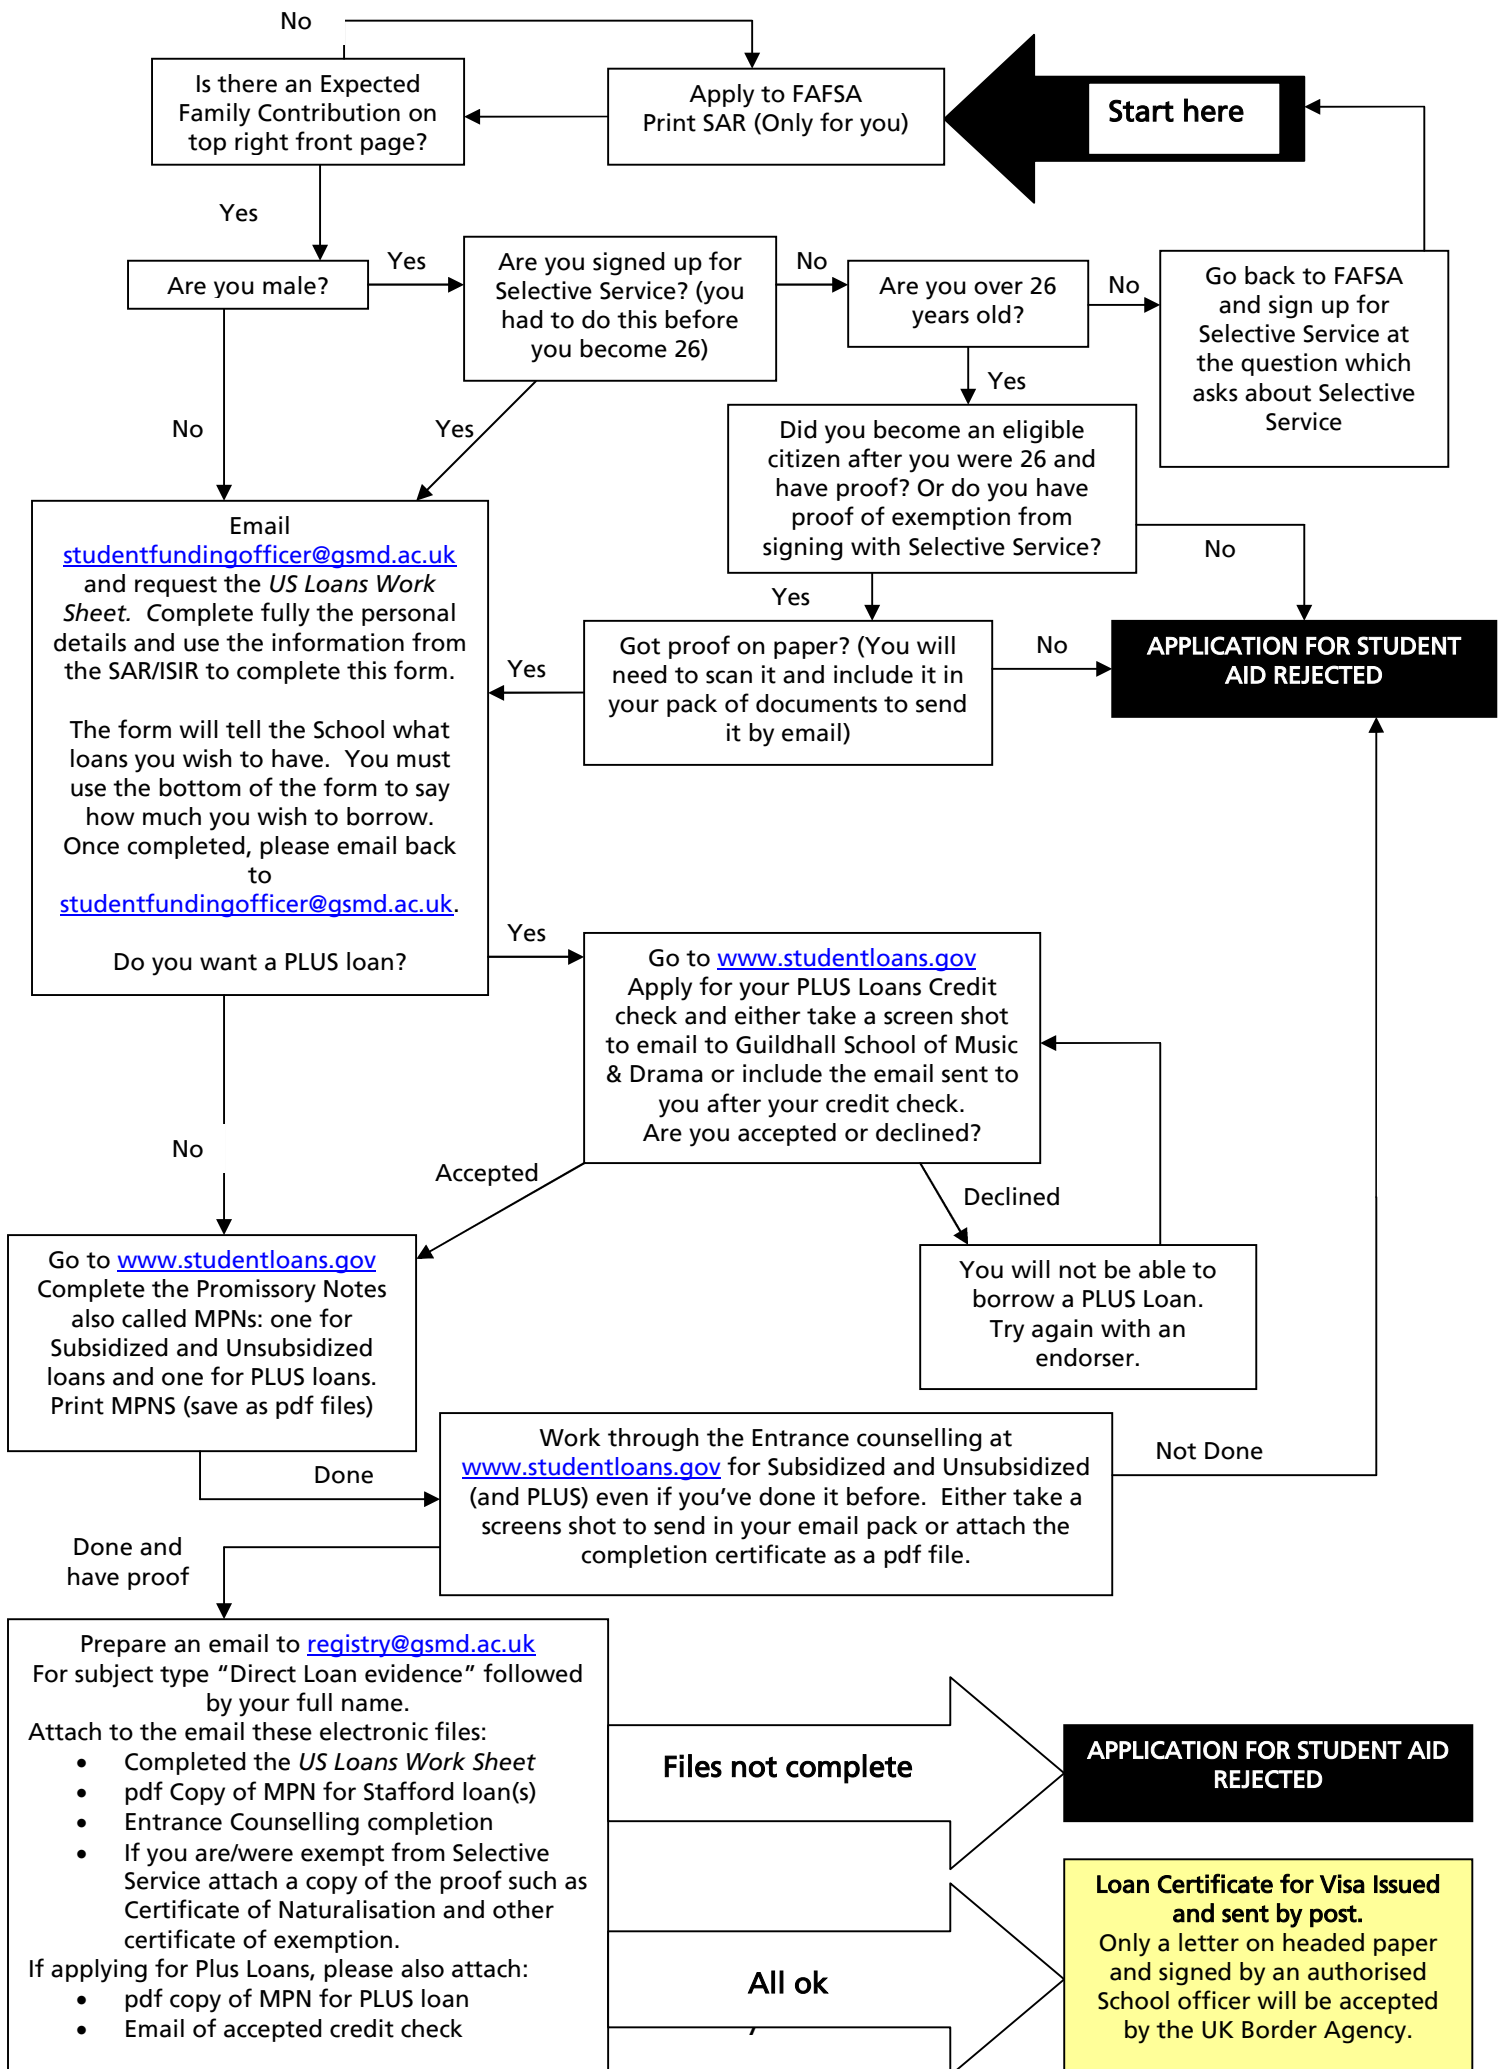 No
Is there an Expected
Family Contribution on
top right front page?
Apply to FAFSA
Print SAR (Only for you)
Start here
Yes
Are you male?
Yes
Are you signed up for
Selective Service? (you
had to do this before
you become 26)
No
Are you over 26
years old?
No
Go back to FAFSA
and sign up for
Selective Service at
the question which
asks about Selective
Service
Yes
No
Yes
Did you become an eligible
citizen after you were 26 and
have proof? Or do you have
proof of exemption from
signing with Selective Service?
No
Yes
Email
studentfundingofficer@gsmd.ac.uk
and request the US Loans Work
Sheet. Complete fully the personal
details and use the information from
the SAR/ISIR to complete this form.
The form will tell the School what
loans you wish to have. You must
use the bottom of the form to say
how much you wish to borrow.
Once completed, please email back
to
studentfundingofficer@gsmd.ac.uk.
Do you want a PLUS loan?
Yes
Got proof on paper? (You will
need to scan it and include it in
your pack of documents to send
it by email)
No
APPLICATION FOR STUDENT
AID REJECTED
Yes
Go to www.studentloans.gov
Apply for your PLUS Loans Credit
check and either take a screen shot
to email to Guildhall School of Music
& Drama or include the email sent to
you after your credit check.
Are you accepted or declined?
No
Accepted
Declined
Go to www.studentloans.gov
Complete the Promissory Notes
also called MPNs: one for
Subsidized and Unsubsidized
loans and one for PLUS loans.
Print MPNS (save as pdf files)
You will not be able to
borrow a PLUS Loan.
Try again with an
endorser.
Done
Work through the Entrance counselling at
www.studentloans.gov for Subsidized and Unsubsidized
(and PLUS) even if you've done it before. Either take a
screens shot to send in your email pack or attach the
completion certificate as a pdf file.
Not Done
Done and
have proof
Prepare an email to registry@gsmd.ac.uk
For subject type "Direct Loan evidence" followed
by your full name.
Attach to the email these electronic files:
• Completed the US Loans Work Sheet
• pdf Copy of MPN for Stafford loan(s)
• Entrance Counselling completion
• If you are/were exempt from Selective
Service attach a copy of the proof such as
Certificate of Naturalisation and other
certificate of exemption.
If applying for Plus Loans, please also attach:
• pdf copy of MPN for PLUS loan
• Email of accepted credit check
Files not complete
APPLICATION FOR STUDENT AID
REJECTED
All ok
Loan Certificate for Visa Issued
and sent by post.
Only a letter on headed paper
and signed by an authorised
School officer will be accepted
by the UK Border Agency.